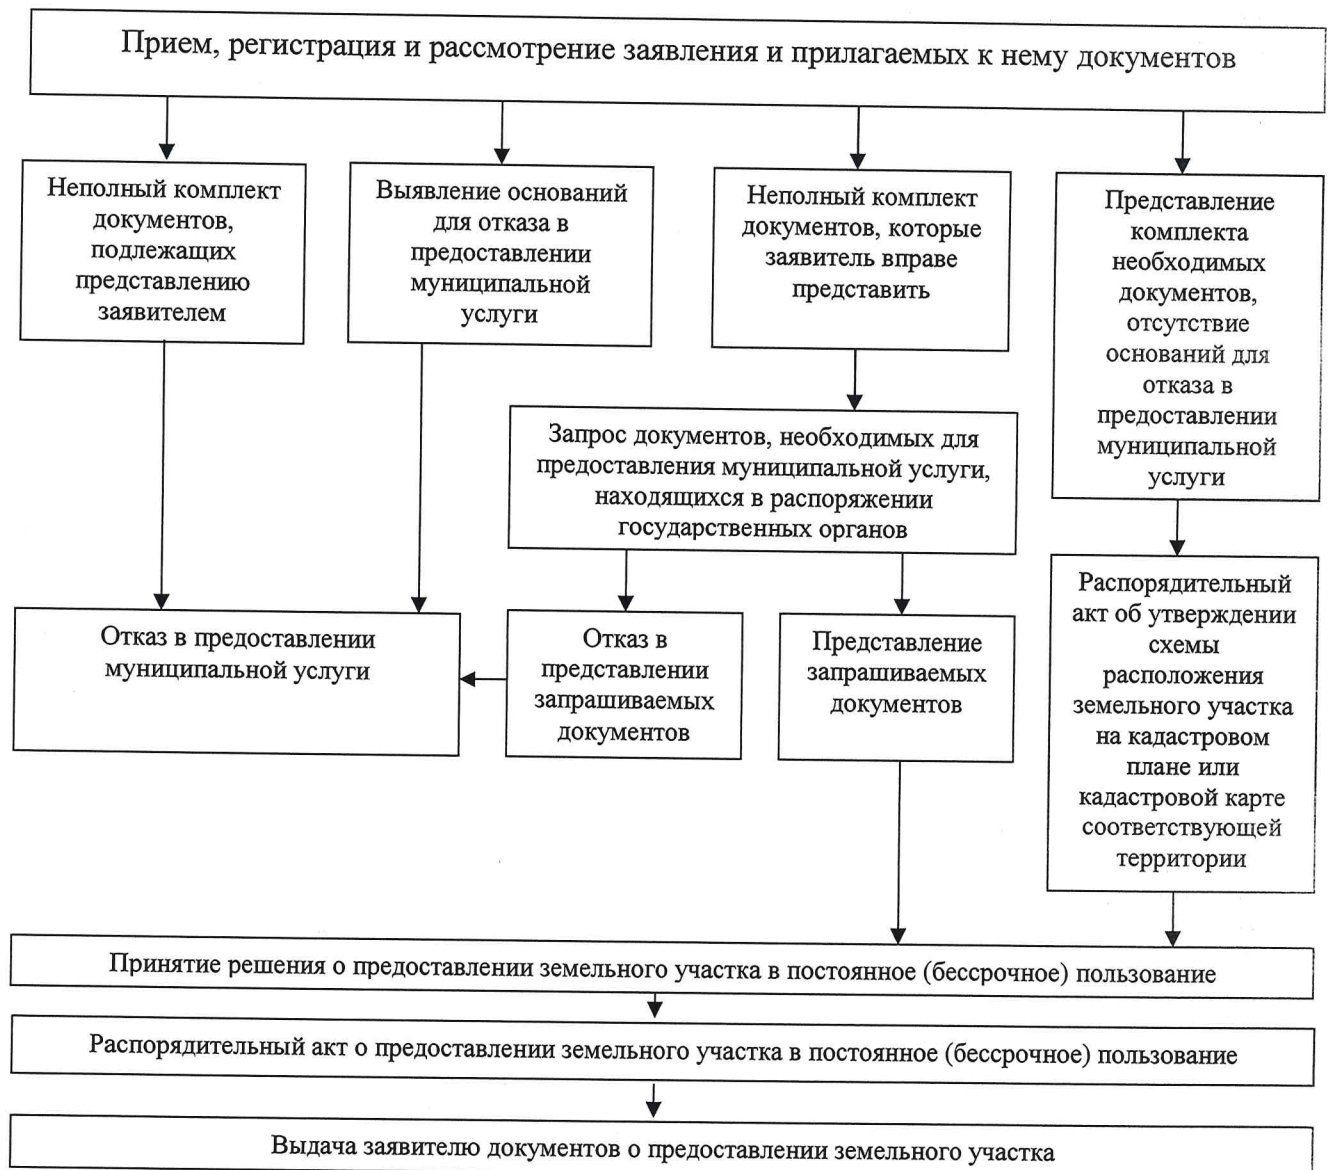 Прием, регистрация и рассмотрение заявления и прилагаемых к нему документов
Неполный комплект
документов,
подлежащих
представлению
заявителем
Выявление оснований
для отказа в
предоставлении
муниципальной
услуги
Неполный комплект
документов, которые
заявитель вправе
представить
Представление
комплекта
необходимых
документов,
отсутствие
оснований для
отказа в
предоставлении
муниципальной
услуги
Запрос документов, необходимых для
предоставления муниципальной услуги,
находящихся в распоряжении
государственных органов
Отказ в предоставлении
муниципальной услуги
Отказ в
представлении
запрашиваемых
документов
Представление
запрашиваемых
документов
Распорядительный
акт об утверждении
схемы
расположения
земельного участка
на кадастровом
плане или
кадастровой карте
соответствующей
территории
Принятие решения о предоставлении земельного участка в постоянное (бессрочное) пользование
Распорядительный акт о предоставлении земельного участка в постоянное (бессрочное) пользование
Выдача заявителю документов о предоставлении земельного участка